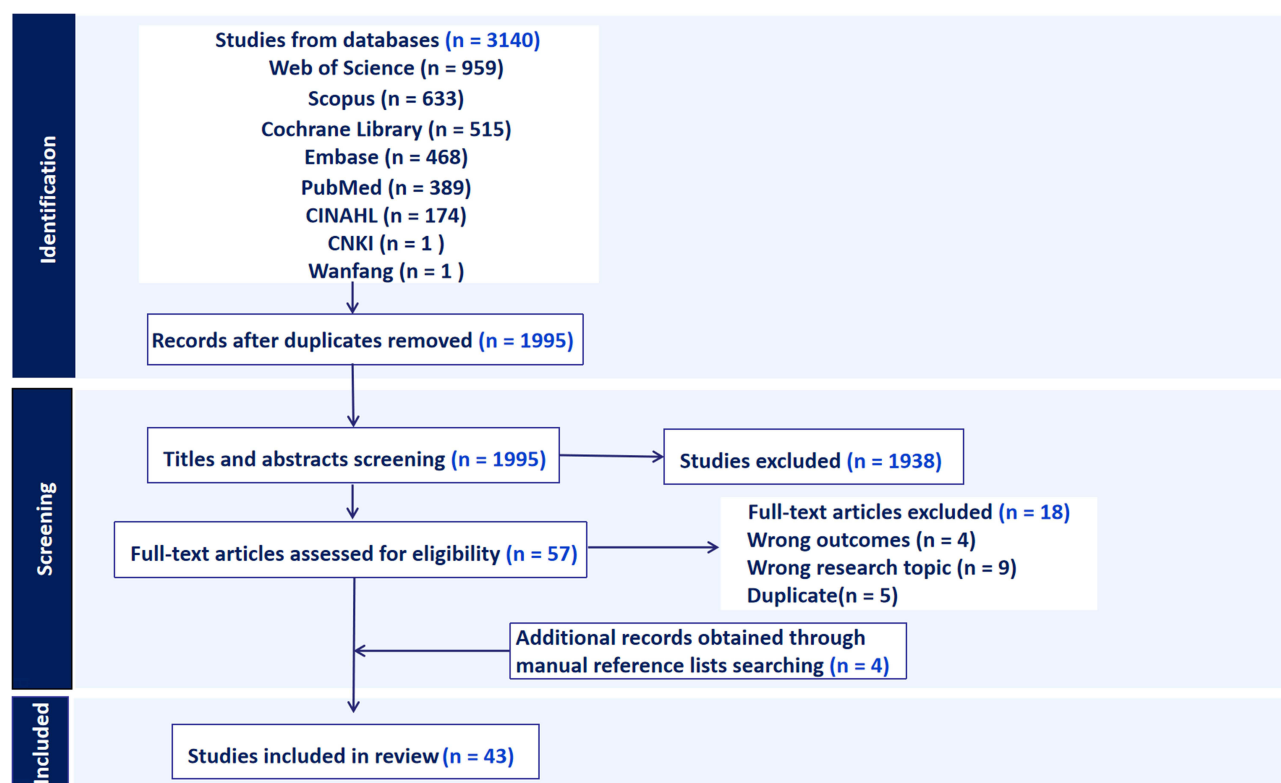 Identification
Studies from databases (n = 3140)
Web of Science (n = 959)
Scopus (n = 633)
Cochrane Library (n = 515)
Embase (n = 468)
PubMed (n = 389)
CINAHL (n = 174)
CNKI (n = 1 )
Wanfang (n = 1 )
Records after duplicates removed (n = 1995)
Screening
Titles and abstracts screening (n = 1995)
Studies excluded (n = 1938)
Full-text articles assessed for eligibility (n = 57)
Full-text articles excluded (n = 18)
Wrong outcomes (n = 4)
Wrong research topic (n = 9)
Duplicate(n = 5)
Additional records obtained through
manual reference lists searching (n = 4)
Included
Studies included in review(n = 43)